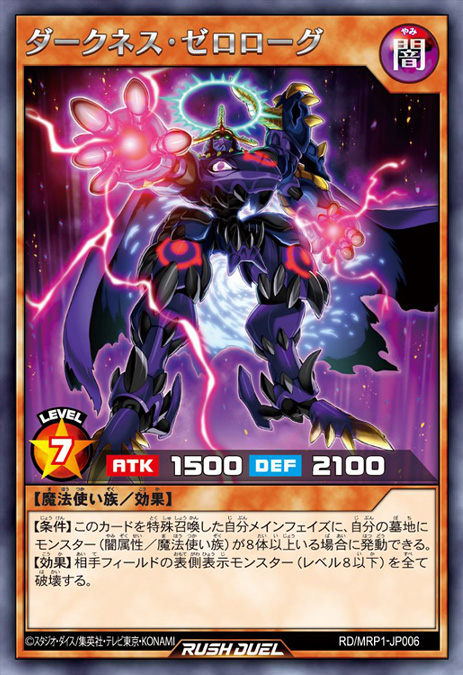 ダークネス・ゼロローグ
やみ
闇
LEVEL
7
ATK 1500 DEF 2100
【魔法使い族／効果】
【条件】このカードを特殊召喚した自分メインフェイズに、自分の墓地に
モンスター（闇属性／魔法使い族）が8体以上いる場合に発動できる。
【効果】相手フィールドの表側表示モンスター（レベル8以下）を全て
破壊する。
©スタジオ・ダイス/集英社・テレビ東京・KONAMI
RUSH DUEL
RD/MRP1-JP006